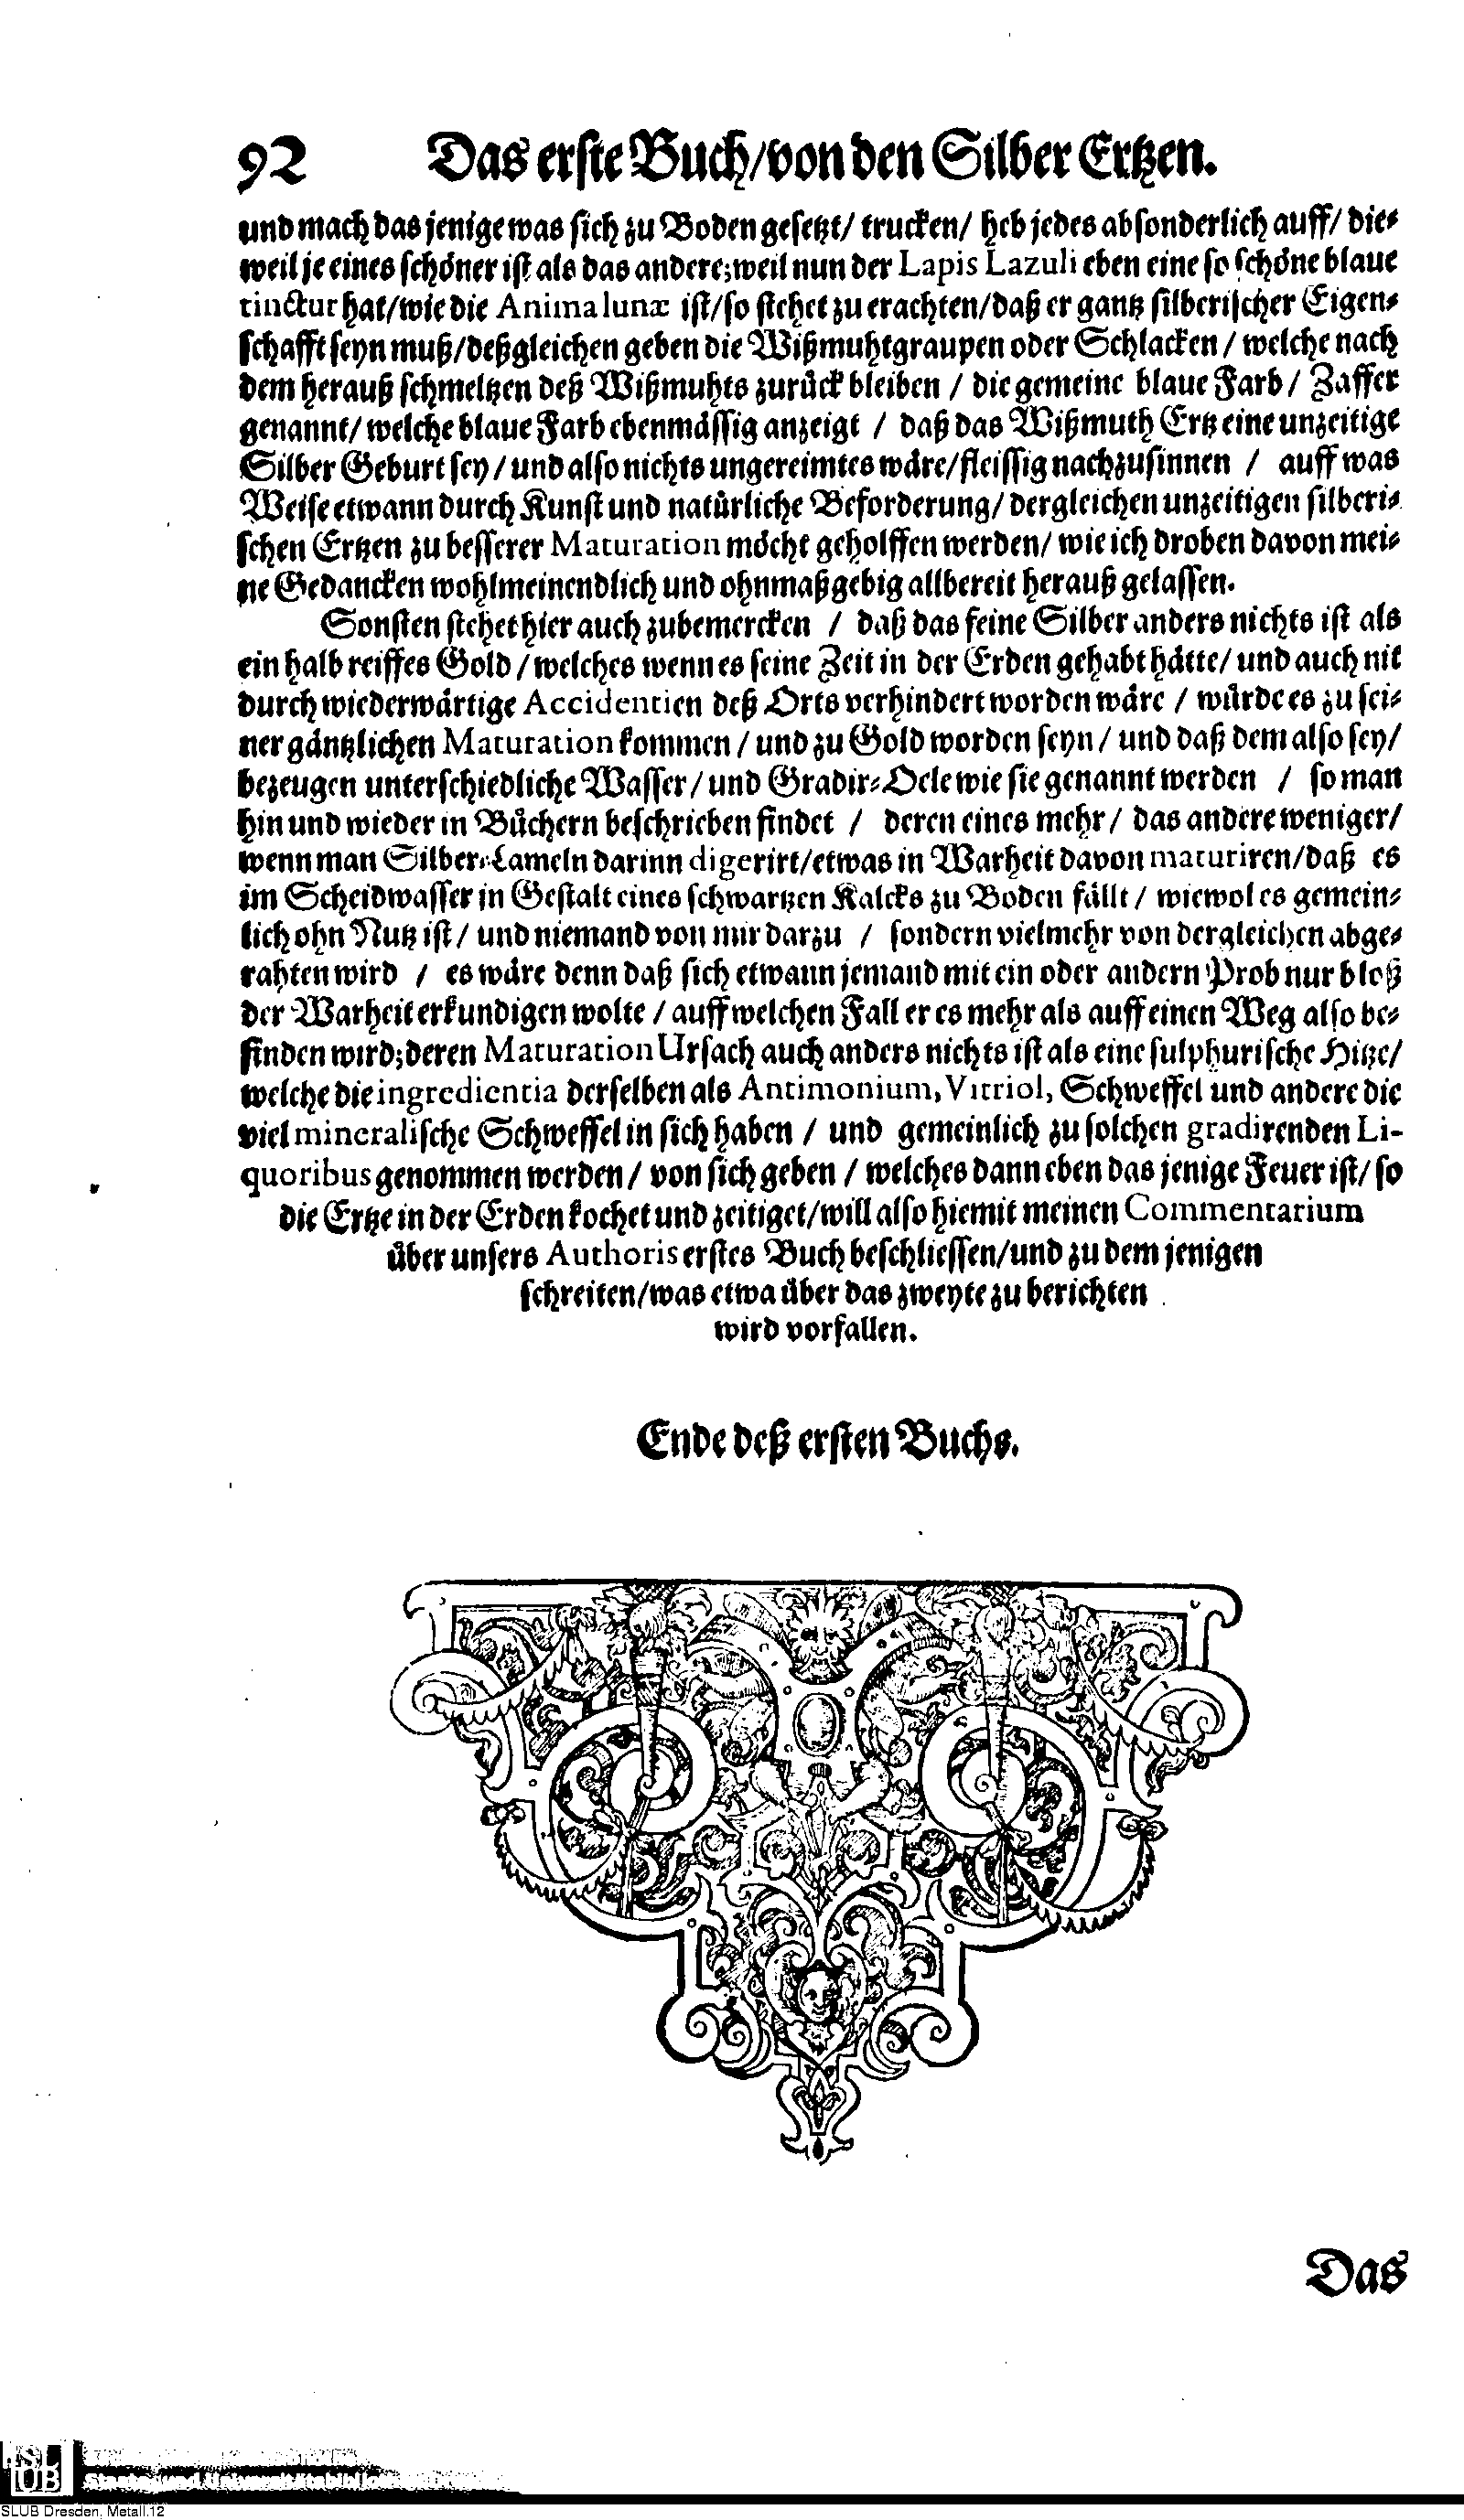 92 Das erste Buch/von den Silber Ertzen.
und mach das jenige was sich zu Boden gesetzt/ trucken/ heb jedes absonderlich auff/ die-
weil je eines schöner ist als das andere; weil nun der Lapis Lazuli eben eine so schöne blaue
tinctur hat/wie die Anima lunæ ist/so stehet zu erachten/daß er gantz silberischer Eigen-
schafft seyn muß/deßgleichen geben die Wißmuhtgraupen oder Schlacken / welche nach
dem herauß schmeltzen deß Wißmuhts zurück bleiben / die gemeine blaue Farb/ Zaffer
genannt/ welche blaue Farb ebenmässig anzeigt / daß das Wißmuth Ertz eine unzeitige
Silber Geburt sey/ und also nichts ungereimtes wäre/fleissig nachzusinnen / auff was
Weise etwann durch Kunst und natürliche Beforderung/ dergleichen unzeitigen silberi-
schen Ertzen zu besserer Maturation möcht geholffen werden/ wie ich droben davon mei-
ne Gedancken wohlmeinendlich und ohnmaßgebig allbereit herauß gelassen.
Sonsten stehet hier auch zubemercken / daß das feine Silber anders nichts ist als
ein halb reiffes Gold / welches wenn es seine Zeit in der Erden gehabt hätte/ und auch nit
durch wiederwärtige Accidentien deß Orts verhindert worden wäre / würde es zu sei-
ner gäntzlichen Maturation kommen / und zu Gold worden seyn/ und daß dem also sey/
bezeugen unterschiedliche Wasser/ und Gradir-Oele wie sie genannt werden / so man
hin und wieder in Büchern beschrieben findet / deren eines mehr/ das andere weniger/
wenn man Silber-Lameln darinn digerirt/etwas in Warheit davon maturiren/daß es
im Scheidwasser in Gestalt eines schwartzen Kalcks zu Boden fällt / wiewol es gemein-
lich ohn Nutz ist/ und niemand von mir darzu / sondern vielmehr von dergleichen abge-
rahten wird / es wäre denn daß sich etwann jemand mit ein oder andern Prob nur bloß
der Warheit erkundigen wolte / auff welchen Fall er es mehr als auff einen Weg also be-
finden wird; deren Maturation Ursach auch anders nichts ist als eine sulphurische Hitze/
welche die ingredientia derselben als Antimonium, Vitriol, Schweffel und andere die
viel mineralische Schweffel in sich haben / und gemeinlich zu solchen gradirenden Li-
quoribus genommen werden/ von sich geben / welches dann eben das jenige Feuer ist/ so
die Ertze in der Erden kochet und zeitiget/will also hiemit meinen Commentarium
über unsers Authoris erstes Buch beschliessen/und zu dem jenigen
schreiten/was etwa über das zweyte zu berichten
wird vorfallen.
Ende deß ersten Buchs.
Das
SLUB
SLUB Dresden, Metall.12